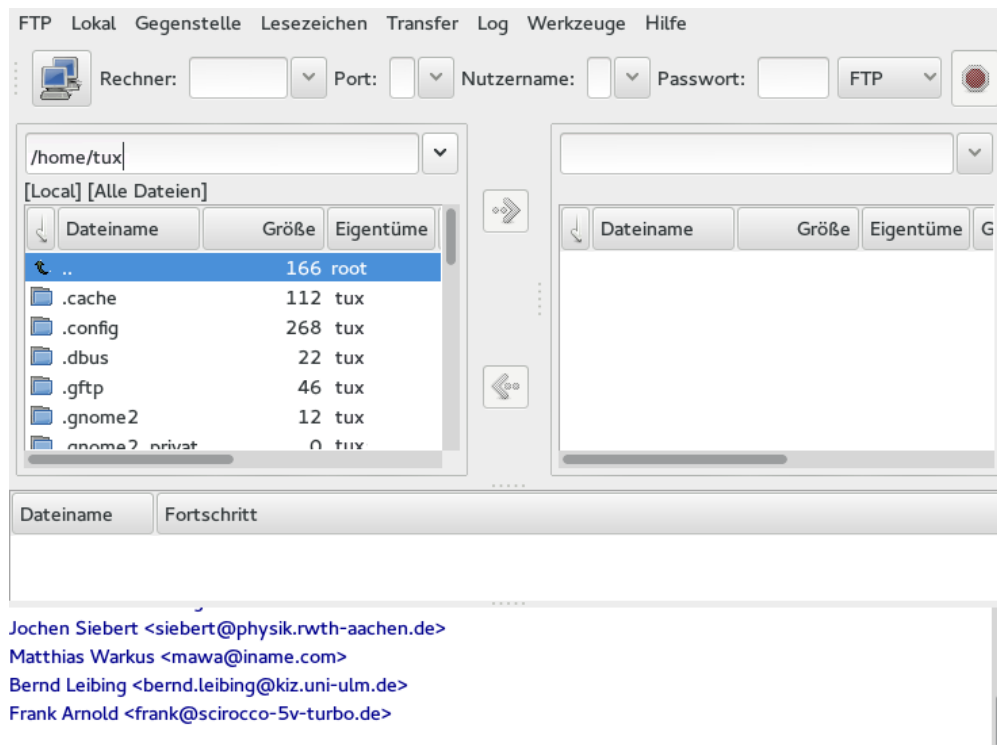 FTP Lokal Gegenstelle Lesezeichen Transfer Log Werkzeuge Hilfe
Rechner: Port: Nutzername: Passwort: FTP
/home/tux
[Local] [Alle Dateien]
Dateiname Größe Eigentüme
.. 166 root
.cache 112 tux
.config 268 tux
.dbus 22 tux
.gftp 46 tux
.gnome2 12 tux
.gnome2_privat 0 tux
Dateiname Größe Eigentüme G
Dateiname Fortschritt
Jochen Siebert <siebert@physik.rwth-aachen.de>
Matthias Warkus <mawa@iname.com>
Bernd Leibing <bernd.leibing@kiz.uni-ulm.de>
Frank Arnold <frank@scirocco-5v-turbo.de>